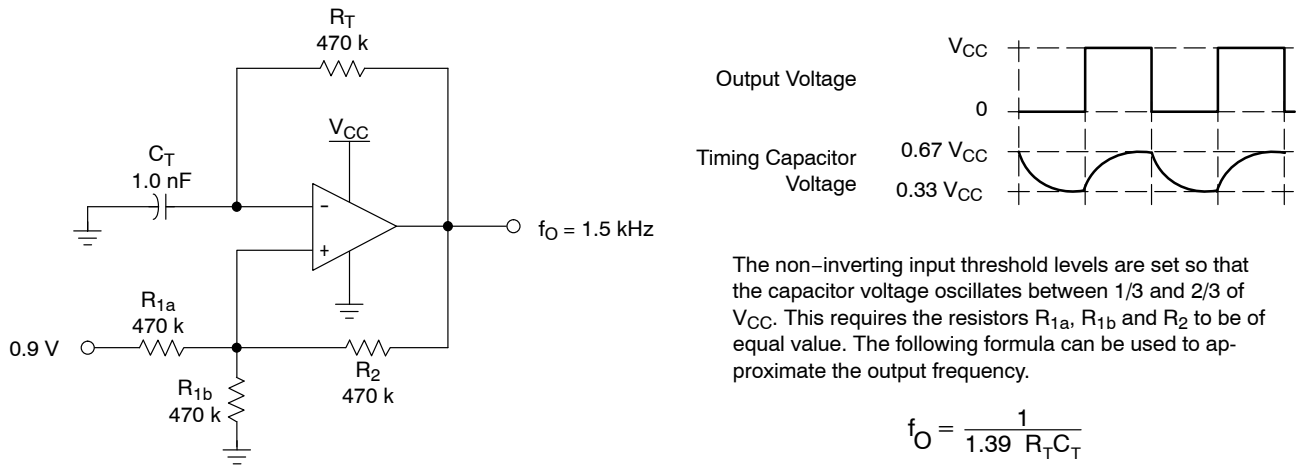 R_T
470 k
V_CC
C_T
1.0 nF
−
+
f_O = 1.5 kHz
R_1a
470 k
0.9 V
R_1b
470 k
R_2
470 k
Output Voltage
V_CC
0
Timing Capacitor
Voltage
0.67 V_CC
0.33 V_CC
The non−inverting input threshold levels are set so that
the capacitor voltage oscillates between 1/3 and 2/3 of
V_CC. This requires the resistors R_1a, R_1b and R_2 to be of
equal value. The following formula can be used to ap-
proximate the output frequency.
f_O = 1 / 1.39 R_TC_T